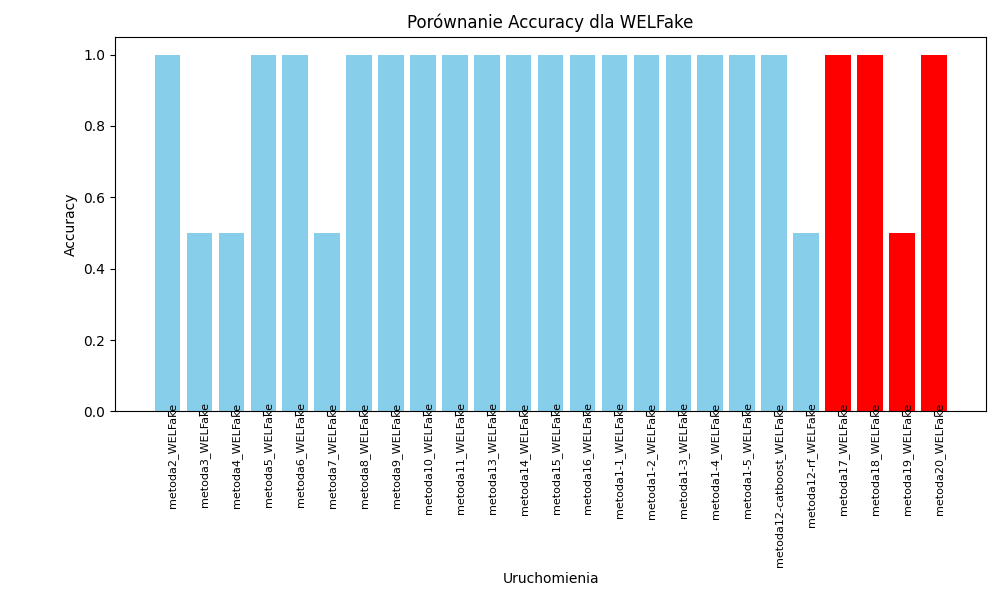 Porównanie Accuracy dla WELFake
Accuracy
1.0
0.8
0.6
0.4
0.2
0.0
metoda2_WELFake
metoda3_WELFake
metoda4_WELFake
metoda5_WELFake
metoda6_WELFake
metoda7_WELFake
metoda8_WELFake
metoda9_WELFake
metoda10_WELFake
metoda11_WELFake
metoda13_WELFake
metoda14_WELFake
metoda15_WELFake
metoda16_WELFake
metoda1-1_WELFake
metoda1-2_WELFake
metoda1-3_WELFake
metoda1-4_WELFake
metoda1-5_WELFake
metoda12-catboost_WELFake
metoda12-rf_WELFake
metoda17_WELFake
metoda18_WELFake
metoda19_WELFake
metoda20_WELFake
Uruchomienia